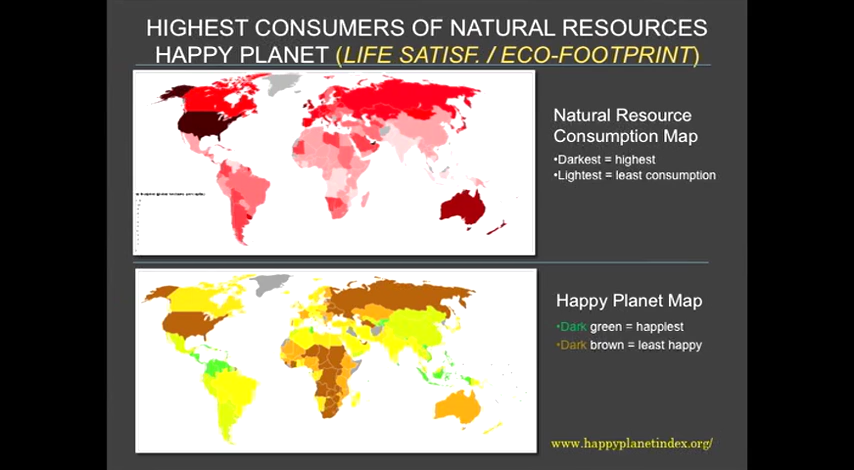 HIGHEST CONSUMERS OF NATURAL RESOURCES
HAPPY PLANET (LIFE SATISF. / ECO-FOOTPRINT)
Natural Resource
Consumption Map
•Darkest = highest
•Lightest = least consumption
Happy Planet Map
•Dark green = happiest
•Dark brown = least happy
www.happyplanetindex.org/